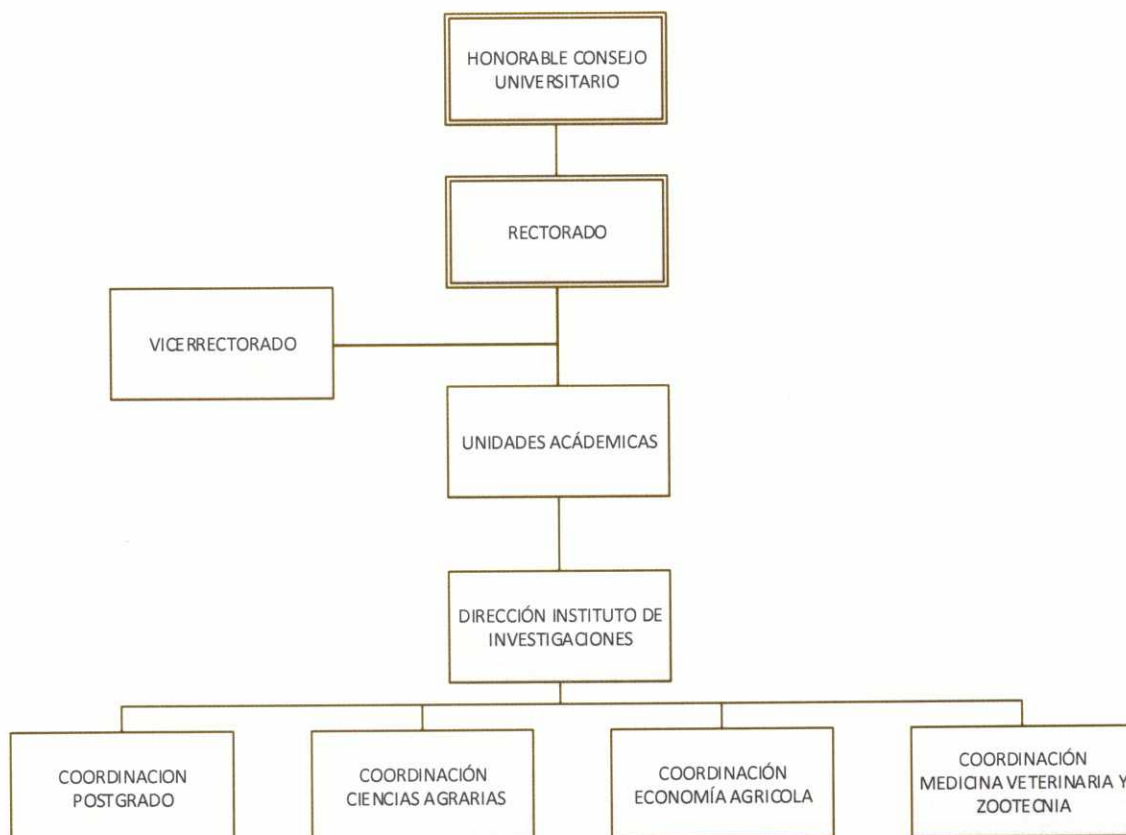 HONORABLE CONSEJO
UNIVERSITARIO
RECTORADO
VICERRECTORADO
UNIDADES ACÁDEMICAS
DIRECCIÓN INSTITUTO DE
INVESTIGACIONES
COORDINACION
POSTGRADO
COORDINACIÓN
CIENCIAS AGRARIAS
COORDINACIÓN
ECONOMÍA AGRICOLA
COORDINACIÓN
MEDICINA VETERINARIA Y
ZOOTECNIA